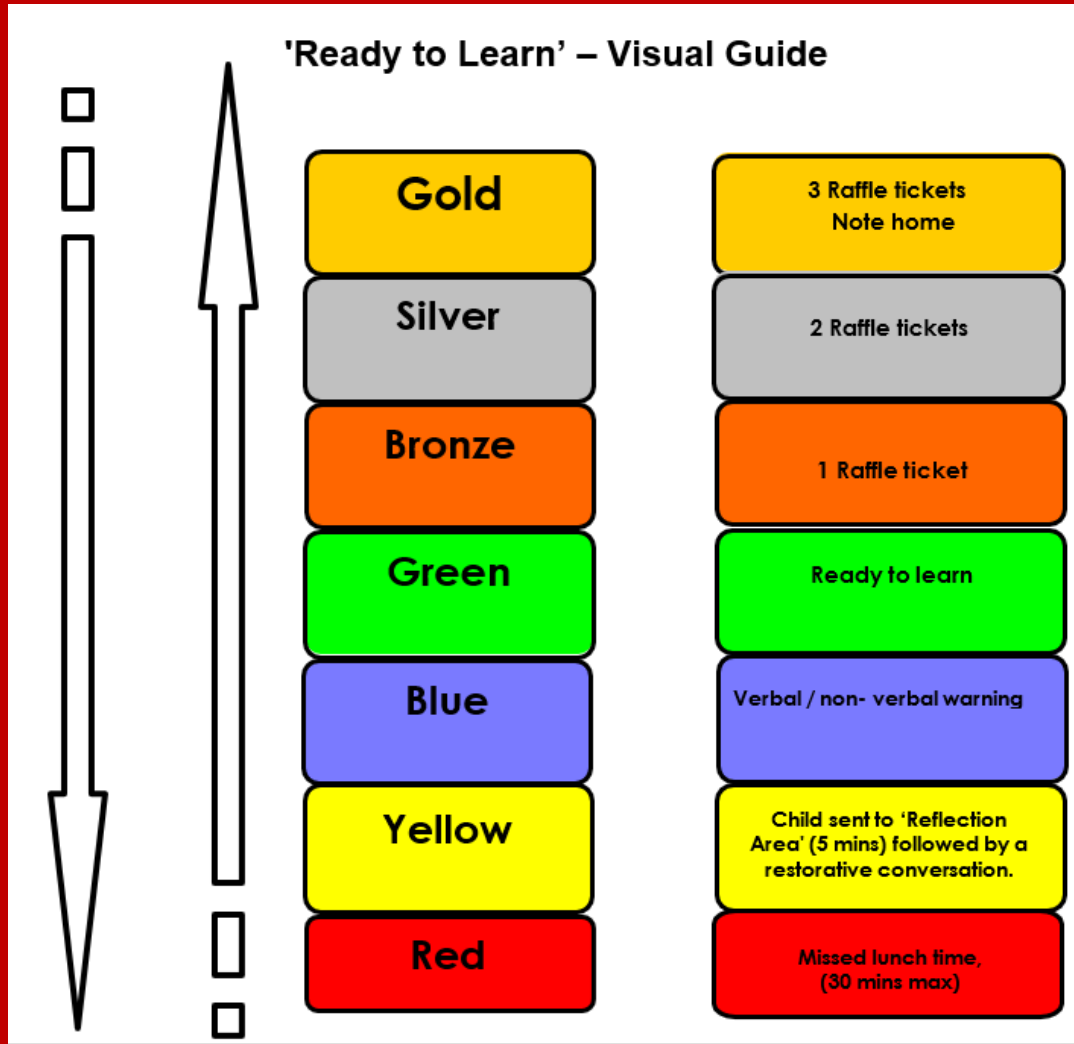 'Ready to Learn’ – Visual Guide
Gold
3 Raffle tickets
Note home
Silver
2 Raffle tickets
Bronze
1 Raffle ticket
Green
Ready to learn
Blue
Verbal / non- verbal warning
Yellow
Child sent to ‘Reflection
Area' (5 mins) followed by a
restorative conversation.
Red
Missed lunch time,
(30 mins max)